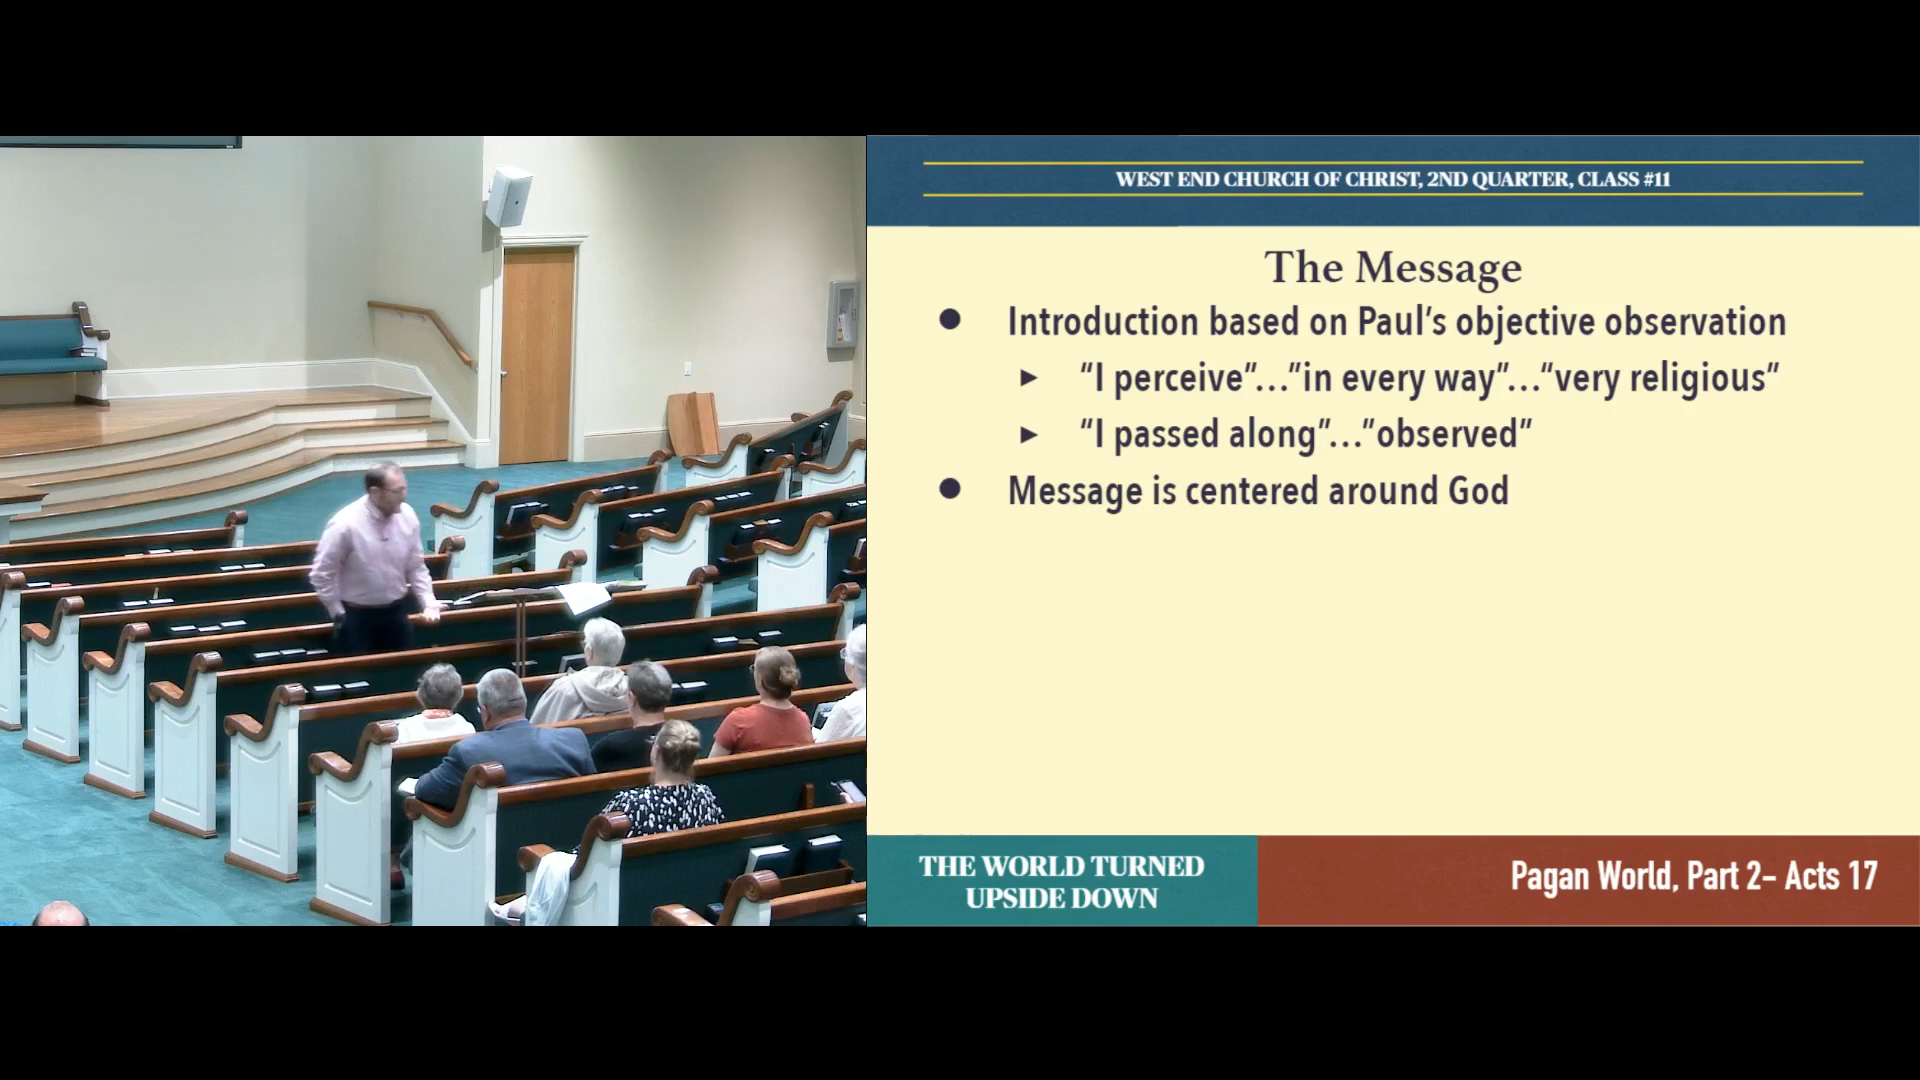 WEST END CHURCH OF CHRIST, 2ND QUARTER, CLASS #11
The Message
● Introduction based on Paul’s objective observation
► “I perceive”…”in every way”…“very religious”
► “I passed along”…”observed”
● Message is centered around God
THE WORLD TURNED
UPSIDE DOWN
Pagan World, Part 2– Acts 17